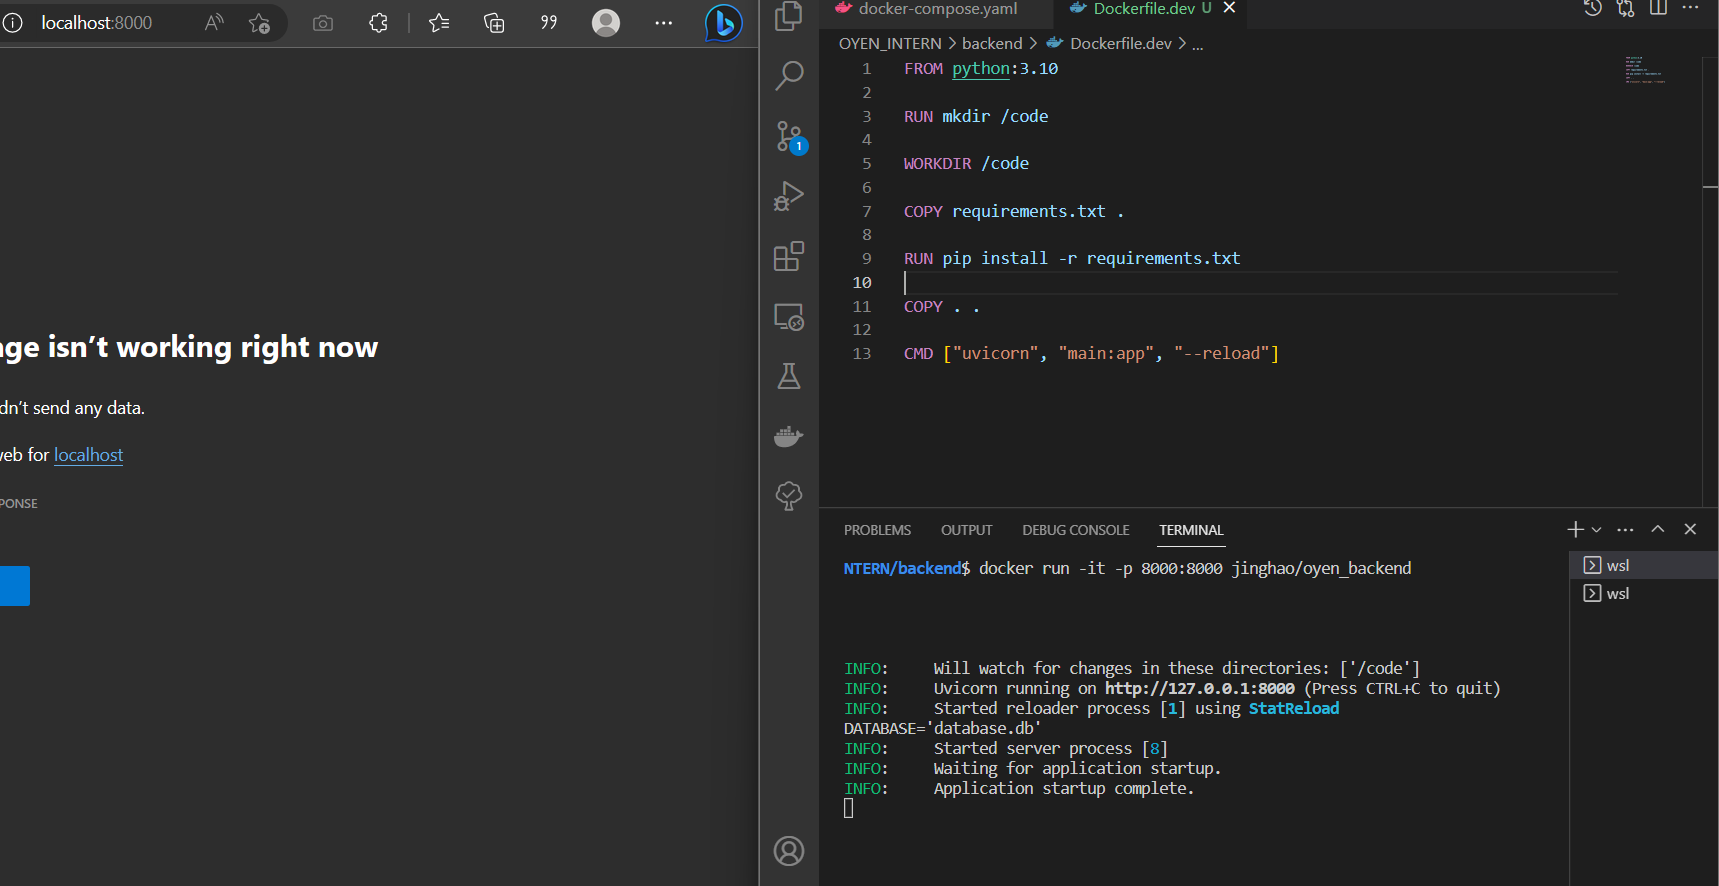 localhost:8000
age isn’t working right now
dn’t send any data.
web for localhost
PONSE
1
docker-compose.yaml
Dockerfile.dev U
OYEN_INTERN > backend > Dockerfile.dev > ...
1 FROM python:3.10
2
3 RUN mkdir /code
4
5 WORKDIR /code
6
7 COPY requirements.txt .
8
9 RUN pip install -r requirements.txt
10
11 COPY . .
12
13 CMD ["uvicorn", "main:app", "--reload"]
PROBLEMS OUTPUT DEBUG CONSOLE TERMINAL
NTERN/backend$ docker run -it -p 8000:8000 jinghao/oyen_backend
INFO: Will watch for changes in these directories: ['/code']
INFO: Uvicorn running on http://127.0.0.1:8000 (Press CTRL+C to quit)
INFO: Started reloader process [1] using StatReload
DATABASE='database.db'
INFO: Started server process [8]
INFO: Waiting for application startup.
INFO: Application startup complete.
wsl
wsl